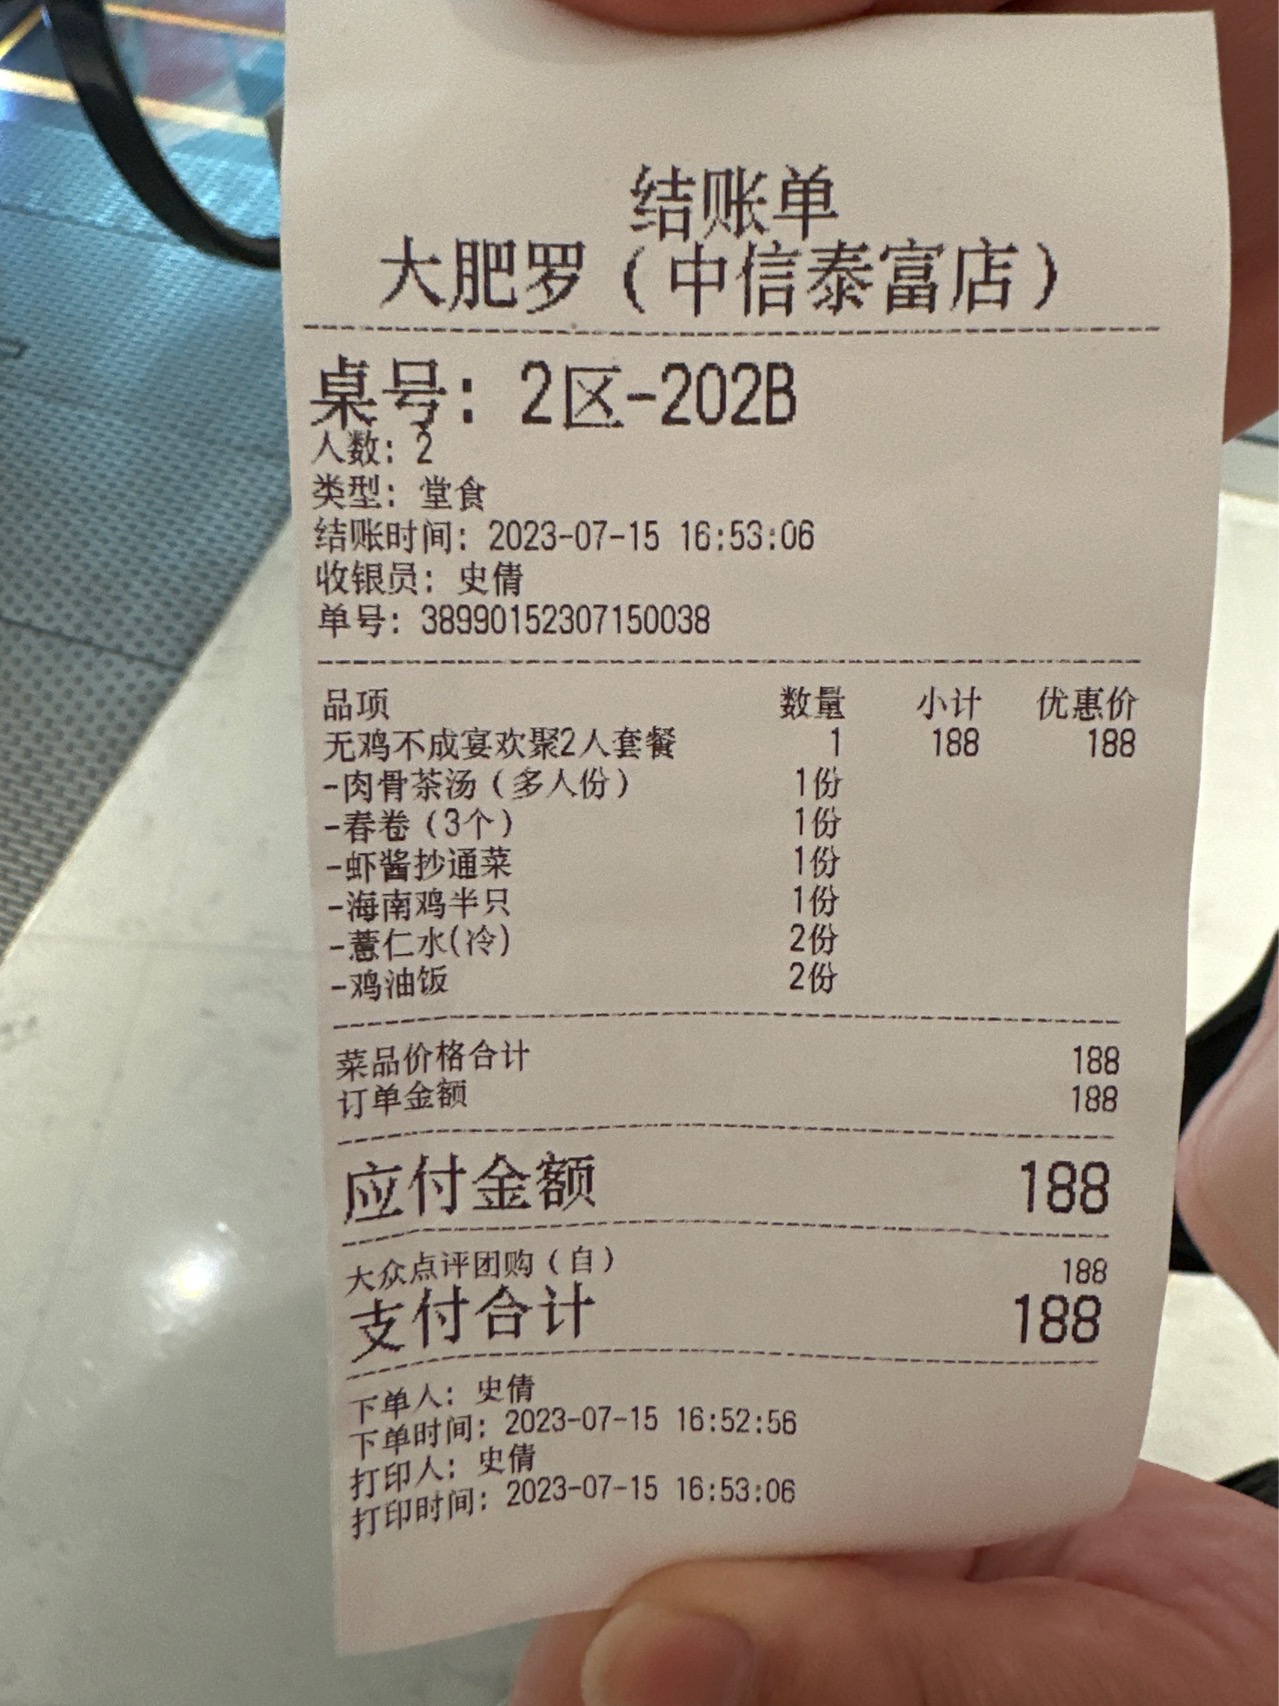 结账单
大肥罗（中信泰富店）
桌号：2区-202B
人数：2
类型：堂食
结账时间：2023-07-15 16:53:06
收银员：史倩
单号：38990152307150038
品项 数量 小计 优惠价
无鸡不成宴欢聚2人套餐 1 188 188
-肉骨茶汤（多人份） 1份
-春卷（3个） 1份
-虾酱抄通菜 1份
-海南鸡半只 1份
-薏仁水(冷) 2份
-鸡油饭 2份
菜品价格合计 188
订单金额 188
应付金额 188
大众点评团购（自） 188
支付合计 188
下单人：史倩
下单时间：2023-07-15 16:52:56
打印人：史倩
打印时间：2023-07-15 16:53:06